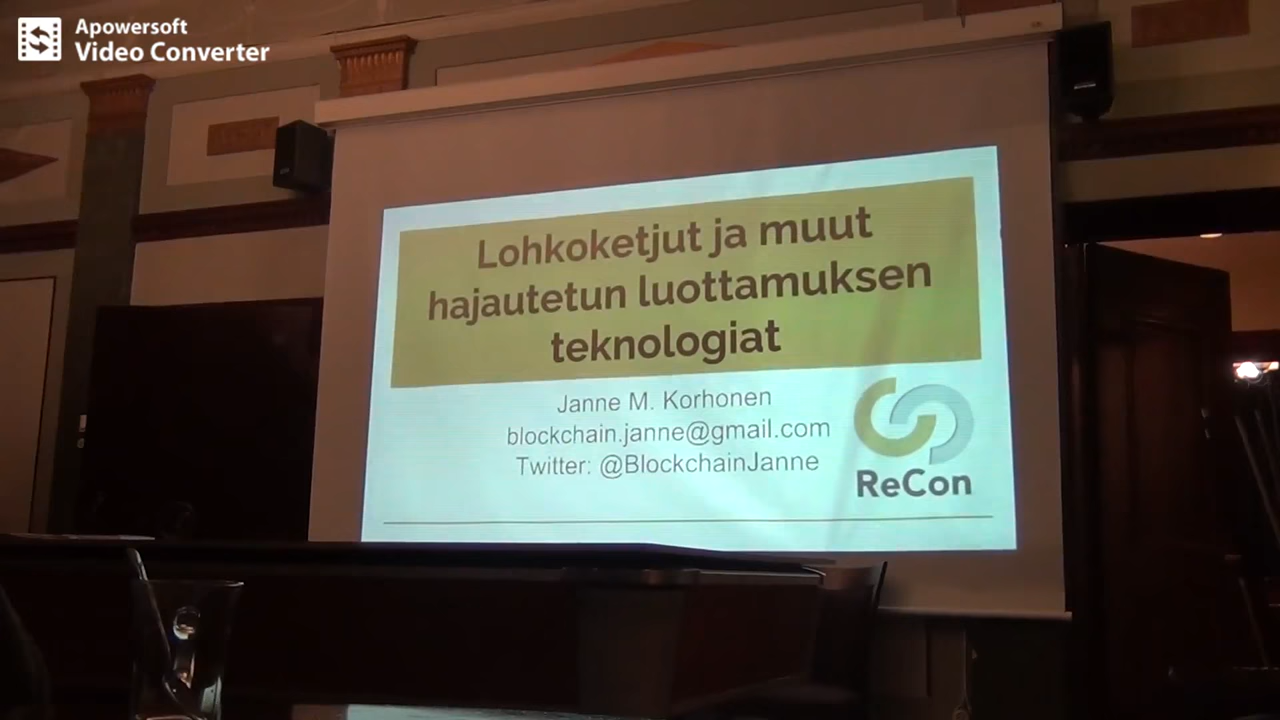 Apowersoft
Video Converter
Lohkoketjut ja muut
hajautetun luottamuksen
teknologiat
Janne M. Korhonen
blockchain.janne@gmail.com
Twitter: @BlockchainJanne
ReCon